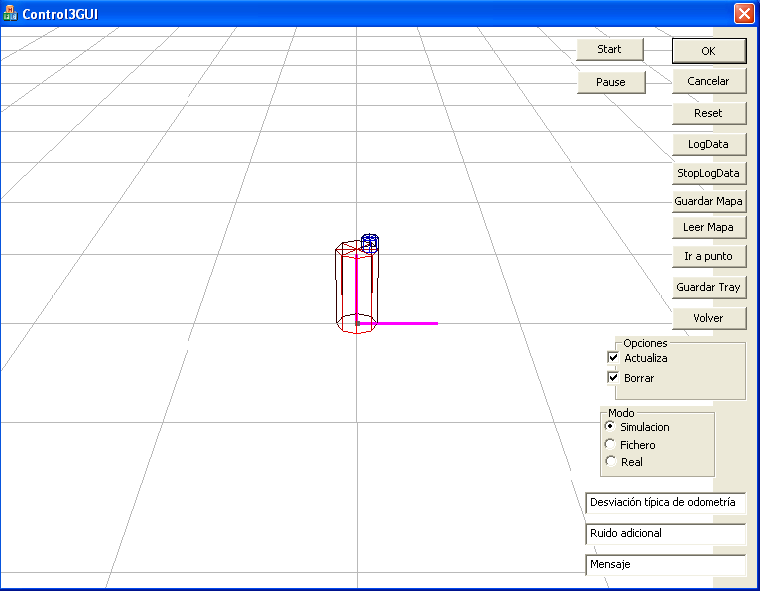 Control3GUI
Start
OK
Pause
Cancelar
Reset
LogData
StopLogData
Guardar Mapa
Leer Mapa
Ir a punto
Guardar Tray
Volver
Opciones
Actualiza
Borrar
Modo
Simulacion
Fichero
Real
Desviación típica de odometría
Ruido adicional
Mensaje